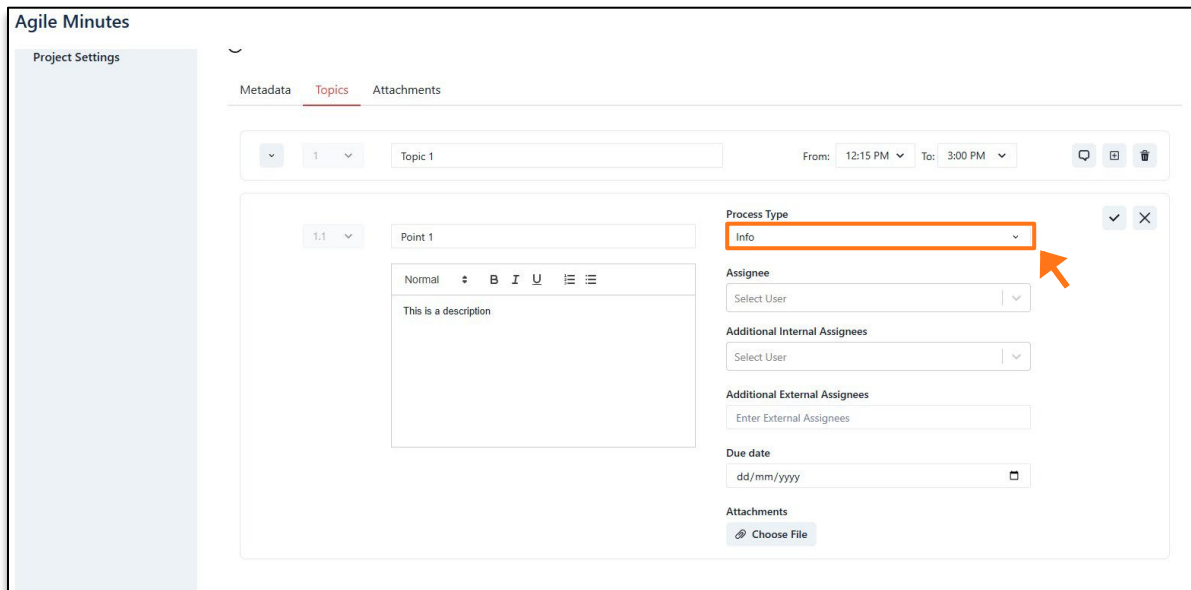 Agile Minutes
Project Settings
Metadata Topics Attachments
1 Topic 1 From: 12:15 PM To: 3:00 PM
Process Type
1.1 Point 1 Info
Normal B I U
Assignee
Select User
This is a description
Additional Internal Assignees
Select User
Additional External Assignees
Enter External Assignees
Due date
dd/mm/yyyy
Attachments
Choose File